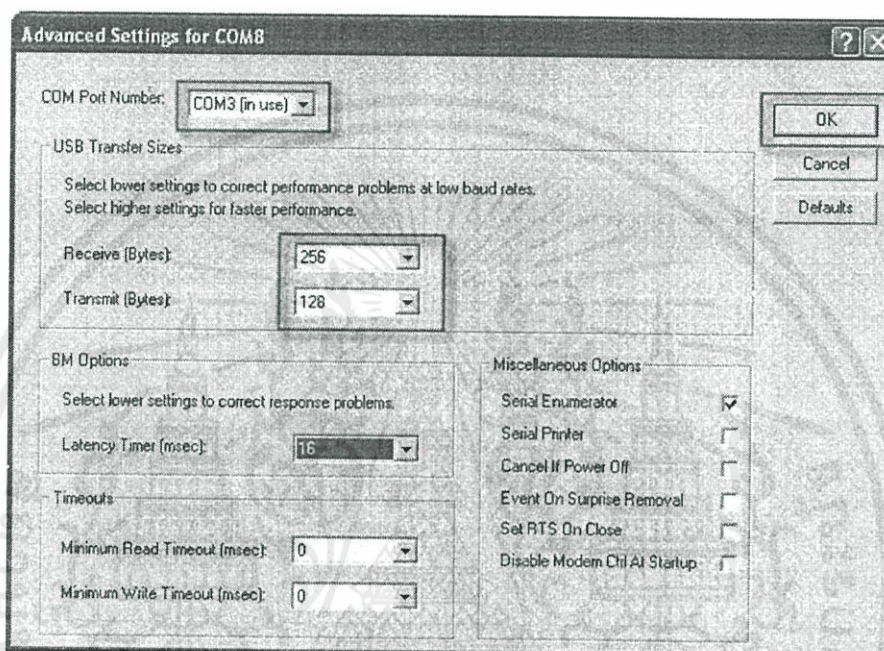 Advanced Settings for COM8
COM Port Number: COM3 (in use)
OK
Cancel
Defaults
USB Transfer Sizes
Select lower settings to correct performance problems at low baud rates.
Select higher settings for faster performance.
Receive (Bytes): 256
Transmit (Bytes): 128
BM Options
Select lower settings to correct response problems.
Latency Timer (msec): 16
Timeouts
Minimum Read Timeout (msec): 0
Minimum Write Timeout (msec): 0
Miscellaneous Options
Serial Enumerator
Serial Printer
Cancel If Power Off
Event On Surprise Removal
Set RTS On Close
Disable Modem Ctrl At Startup